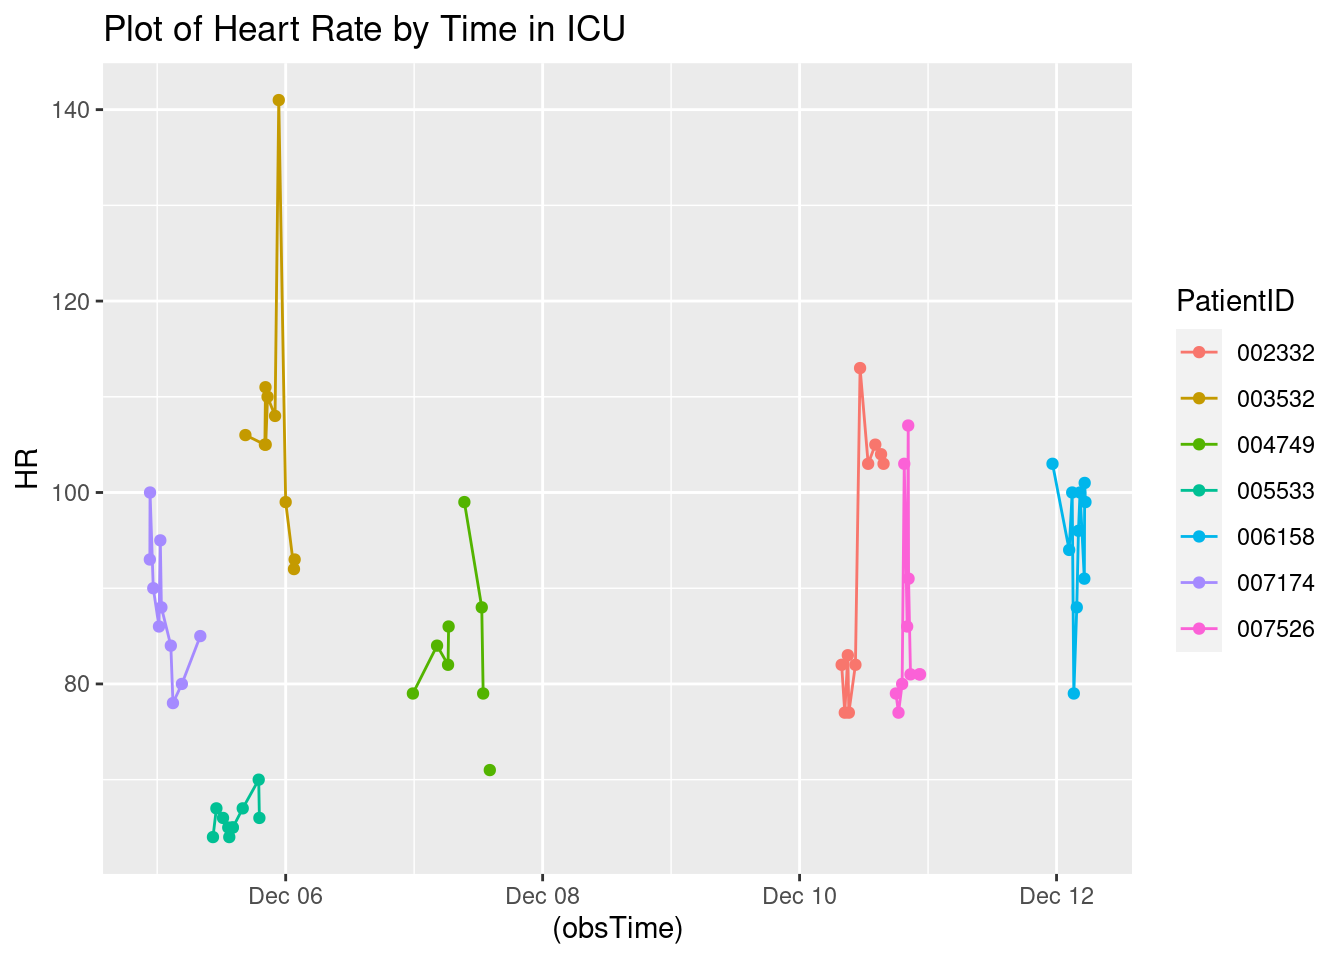 Plot of Heart Rate by Time in ICU
140
120
100
80
HR
Dec 06
Dec 08
Dec 10
Dec 12
(obsTime)
PatientID
002332
003532
004749
005533
006158
007174
007526